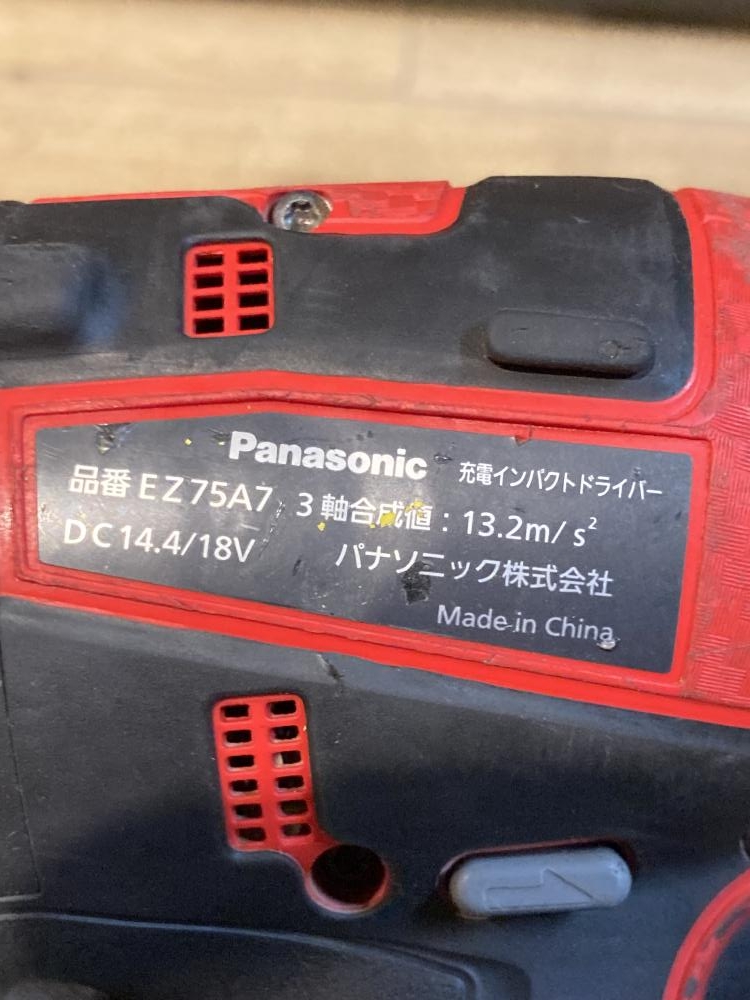 Panasonic 充電インパクトドライバー
品番 EZ75A7 3軸合成値:13.2m/s²
DC14.4/18V パナソニック株式会社
Made in China